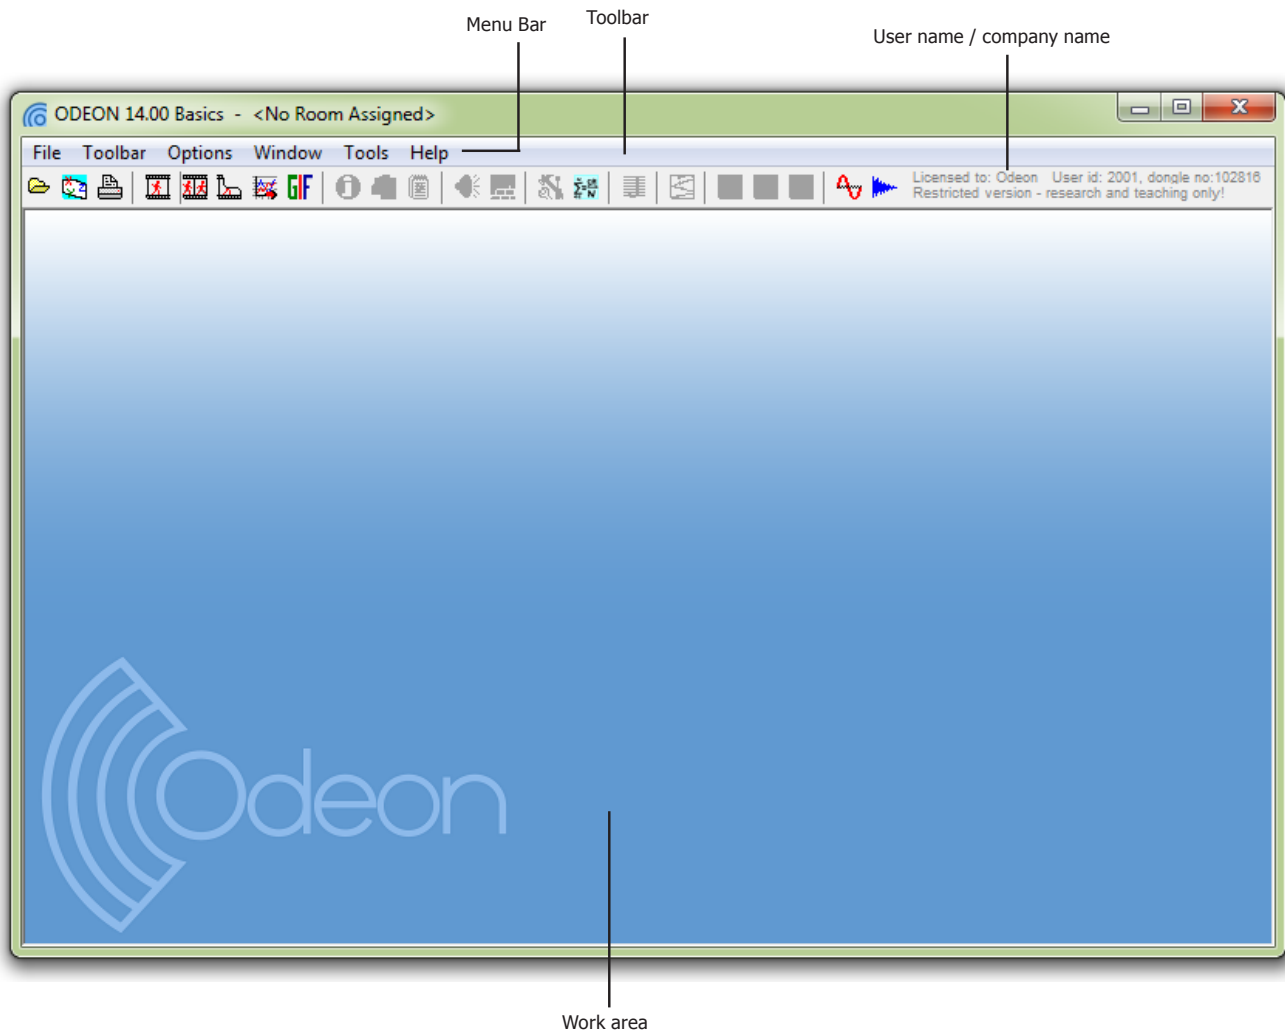 Menu Bar
Toolbar
User name / company name
ODEON 14.00 Basics - <No Room Assigned>
File Toolbar Options Window Tools Help
GIF
Licensed to: Odeon User id: 2001, dongle no:102816
Restricted version - research and teaching only!
Odeon
Work area